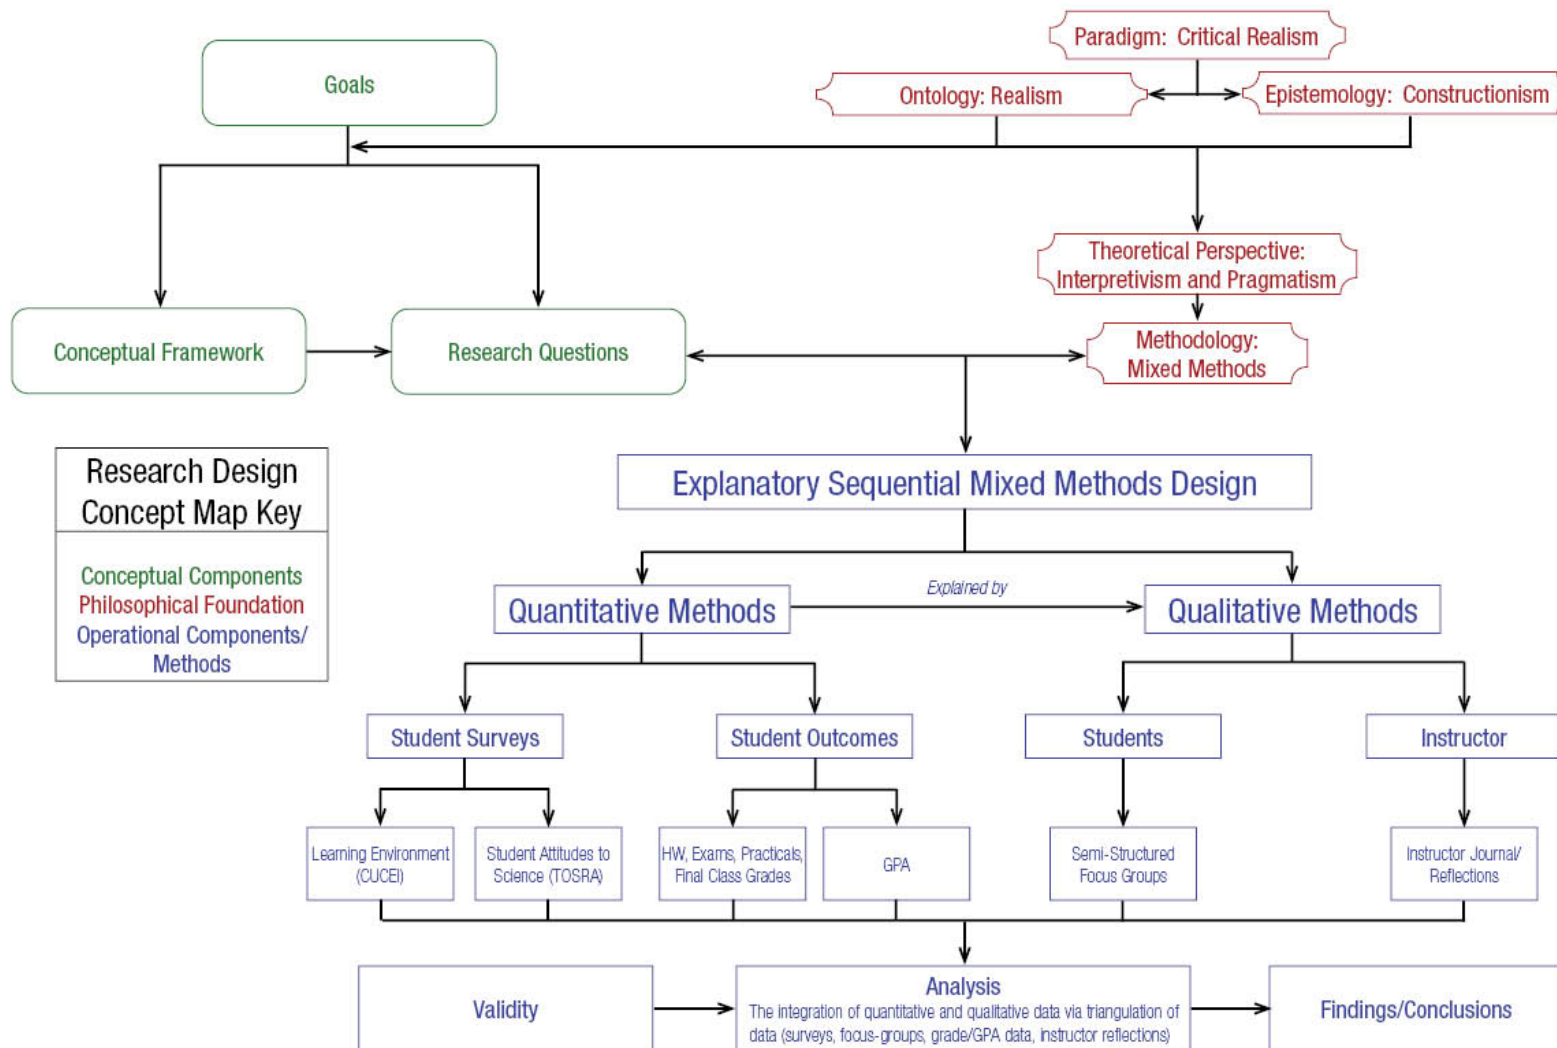 Paradigm: Critical Realism
Goals
Ontology: Realism
Epistemology: Constructionism
Theoretical Perspective:
Interpretivism and Pragmatism
Conceptual Framework
Research Questions
Methodology:
Mixed Methods
Research Design
Concept Map Key
Conceptual Components
Philosophical Foundation
Operational Components/
Methods
Explanatory Sequential Mixed Methods Design
Quantitative Methods
Explained by
Qualitative Methods
Student Surveys
Student Outcomes
Students
Instructor
Learning Environment
(CUCEI)
Student Attitudes to
Science (TOSRA)
HW, Exams, Practicals,
Final Class Grades
GPA
Semi-Structured
Focus Groups
Instructor Journal/
Reflections
Validity
Analysis
The integration of quantitative and qualitative data via triangulation of
data (surveys, focus-groups, grade/GPA data, instructor reflections)
Findings/Conclusions